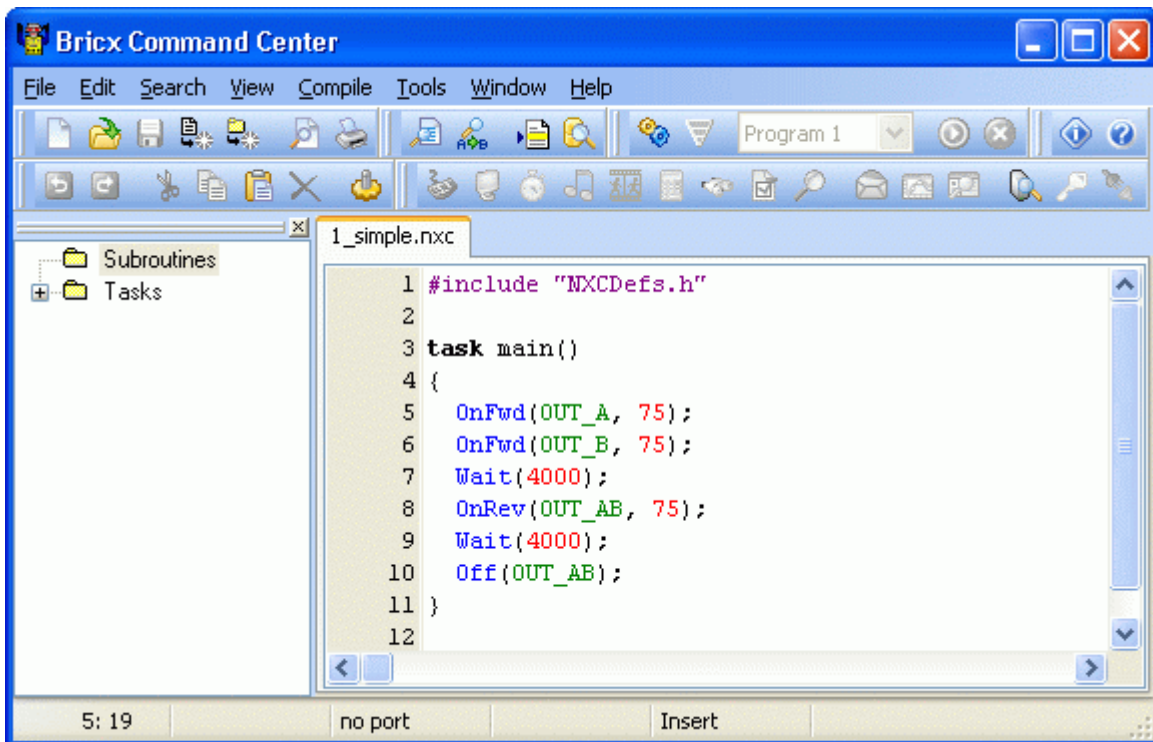 Bricx Command Center
File Edit Search View Compile Tools Window Help
Program 1
Subroutines
Tasks
1_simple.nxc
1 #include "NXCDefs.h"
2
3 task main()
4 {
5   OnFwd(OUT_A, 75);
6   OnFwd(OUT_B, 75);
7   Wait(4000);
8   OnRev(OUT_AB, 75);
9   Wait(4000);
10   Off(OUT_AB);
11 }
12
5: 19 no port Insert